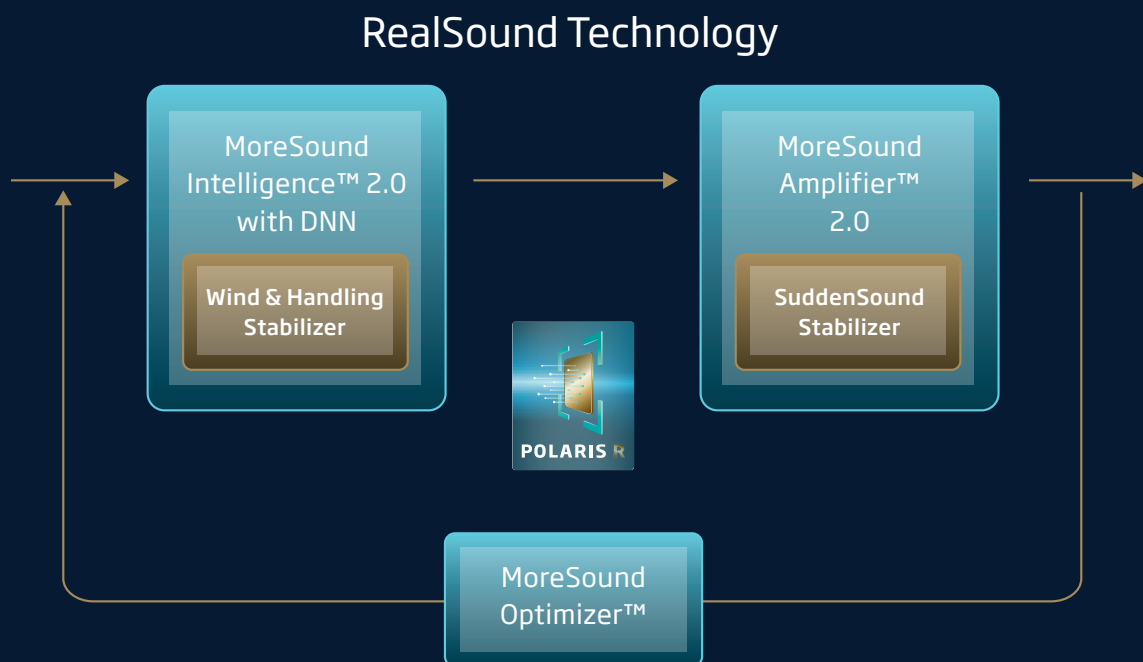 RealSound Technology
MoreSound
Intelligence™ 2.0
with DNN
Wind & Handling
Stabilizer
MoreSound
Amplifier™
2.0
SuddenSound
Stabilizer
POLARIS R
MoreSound
Optimizer™